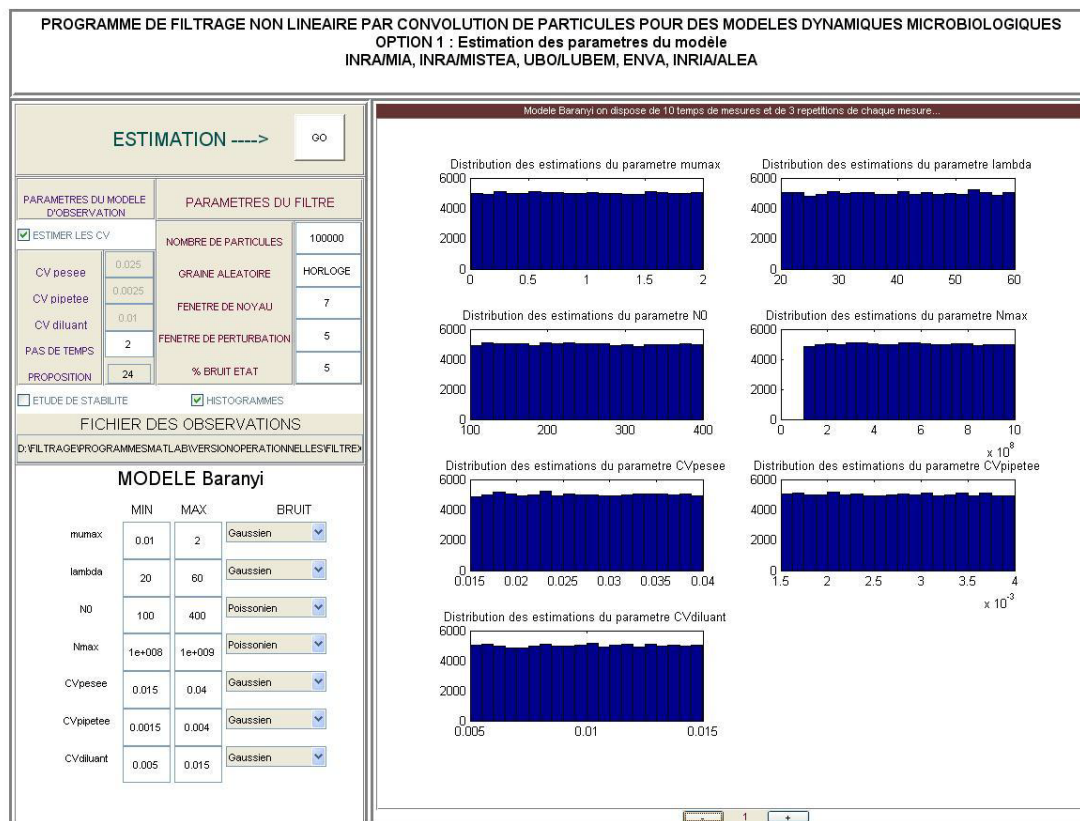 PROGRAMME DE FILTRAGE NON LINEAIRE PAR CONVOLUTION DE PARTICULES POUR DES MODELES DYNAMIQUES MICROBIOLOGIQUES
OPTION 1 : Estimation des parametres du modèle
INRA/MIA, INRA/MISTEA, UBO/LUBEM, ENVA, INRIA/ALEA
ESTIMATION ---->
GO
PARAMETRES DU MODELE
D'OBSERVATION
PARAMETRES DU FILTRE
ESTIMER LES CV
CV pesee
0.025
CV pipetee
0.0025
CV diluant
0.01
PAS DE TEMPS
2
PROPOSITION
24
NOMBRE DE PARTICULES
100000
GRAINE ALEATOIRE
HORLOGE
FENETRE DE NOYAU
7
FENETRE DE PERTURBATION
5
% BRUIT ETAT
5
ETUDE DE STABILITE
HISTOGRAMMES
FICHIER DES OBSERVATIONS
D:\FILTRAGE\PROGRAMMESMATLAB\VERSIONOPERATIONNELLES\FILTRE
MODELE Baranyi
MIN MAX BRUIT
mumax 0.01 2 Gaussien
lambda 20 60 Gaussien
N0 100 400 Poissonien
Nmax 1e+008 1e+009 Poissonien
CVpesee 0.015 0.04 Gaussien
CVpipetee 0.0015 0.004 Gaussien
CVdiluant 0.005 0.015 Gaussien
Modele Baranyi on dispose de 10 temps de mesures et de 3 repetitions de chaque mesure...
Distribution des estimations du parametre mumax
6000
4000
2000
0
0 0.5 1 1.5 2
Distribution des estimations du parametre lambda
6000
4000
2000
0
20 30 40 50 60
Distribution des estimations du parametre N0
6000
4000
2000
0
100 200 300 400
Distribution des estimations du parametre Nmax
6000
4000
2000
0
0 2 4 6 8 10
x 10^8
Distribution des estimations du parametre CVpesee
6000
4000
2000
0
0.015 0.02 0.025 0.03 0.035 0.04
Distribution des estimations du parametre CVpipetee
6000
4000
2000
0
1.5 2 2.5 3 3.5 4
x 10^-3
Distribution des estimations du parametre CVdiluant
6000
4000
2000
0
0.005 0.01 0.015
- 1 +